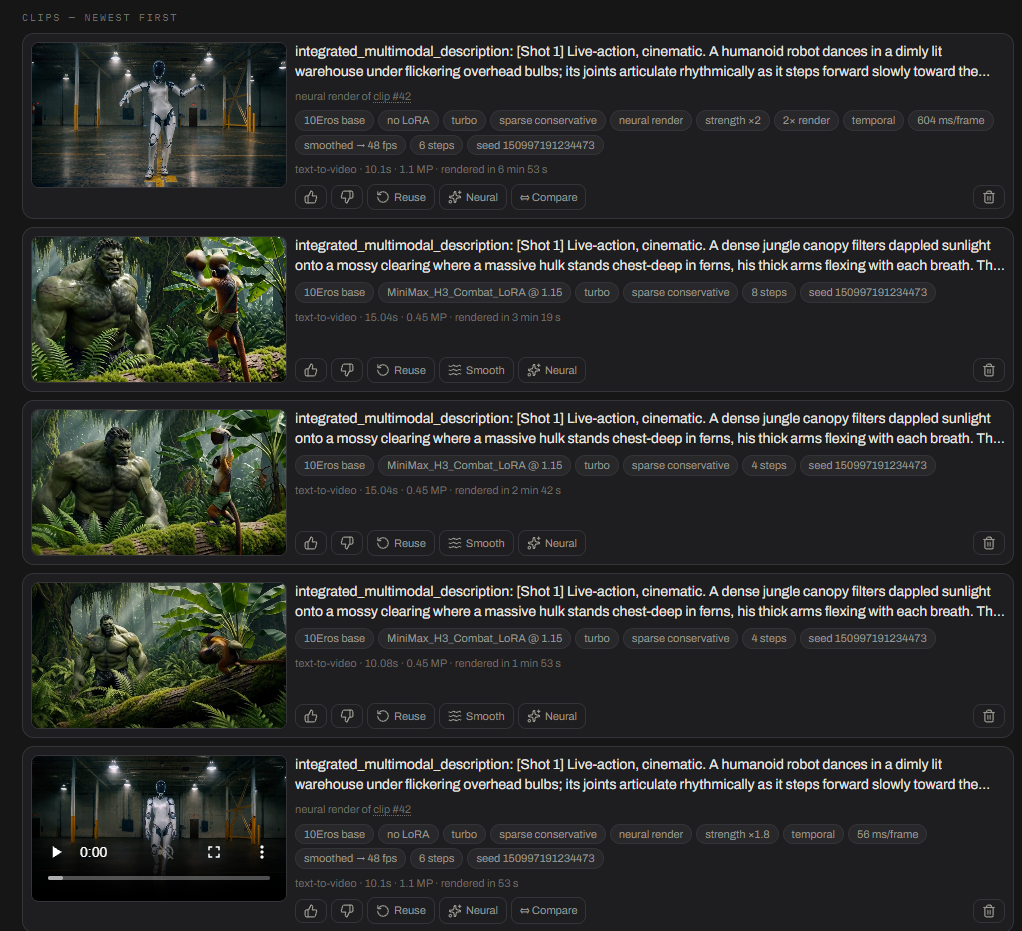 CLIPS — NEWEST FIRST
integrated_multimodal_description: [Shot 1] Live-action, cinematic. A humanoid robot dances in a dimly lit
warehouse under flickering overhead bulbs; its joints articulate rhythmically as it steps forward slowly toward the...
neural render of clip #42
10Eros base no LoRA turbo sparse conservative neural render strength ×2 2× render temporal 604 ms/frame
smoothed → 48 fps 6 steps seed 150997191234473
text-to-video · 10.1s · 1.1 MP · rendered in 6 min 53 s
Reuse Neural ⇔ Compare
integrated_multimodal_description: [Shot 1] Live-action, cinematic. A dense jungle canopy filters dappled sunlight
onto a mossy clearing where a massive hulk stands chest-deep in ferns, his thick arms flexing with each breath. Th...
10Eros base MiniMax_H3_Combat_LoRA @ 1.15 turbo sparse conservative 8 steps seed 150997191234473
text-to-video · 15.04s · 0.45 MP · rendered in 3 min 19 s
Reuse Smooth Neural
integrated_multimodal_description: [Shot 1] Live-action, cinematic. A dense jungle canopy filters dappled sunlight
onto a mossy clearing where a massive hulk stands chest-deep in ferns, his thick arms flexing with each breath. Th...
10Eros base MiniMax_H3_Combat_LoRA @ 1.15 turbo sparse conservative 4 steps seed 150997191234473
text-to-video · 15.04s · 0.45 MP · rendered in 2 min 42 s
Reuse Smooth Neural
integrated_multimodal_description: [Shot 1] Live-action, cinematic. A dense jungle canopy filters dappled sunlight
onto a mossy clearing where a massive hulk stands chest-deep in ferns, his thick arms flexing with each breath. Th...
10Eros base MiniMax_H3_Combat_LoRA @ 1.15 turbo sparse conservative 4 steps seed 150997191234473
text-to-video · 10.08s · 0.45 MP · rendered in 1 min 53 s
Reuse Smooth Neural
integrated_multimodal_description: [Shot 1] Live-action, cinematic. A humanoid robot dances in a dimly lit
warehouse under flickering overhead bulbs; its joints articulate rhythmically as it steps forward slowly toward the...
neural render of clip #42
10Eros base no LoRA turbo sparse conservative neural render strength ×1.8 temporal 56 ms/frame
0:00
smoothed → 48 fps 6 steps seed 150997191234473
text-to-video · 10.1s · 1.1 MP · rendered in 53 s
Reuse Neural ⇔ Compare